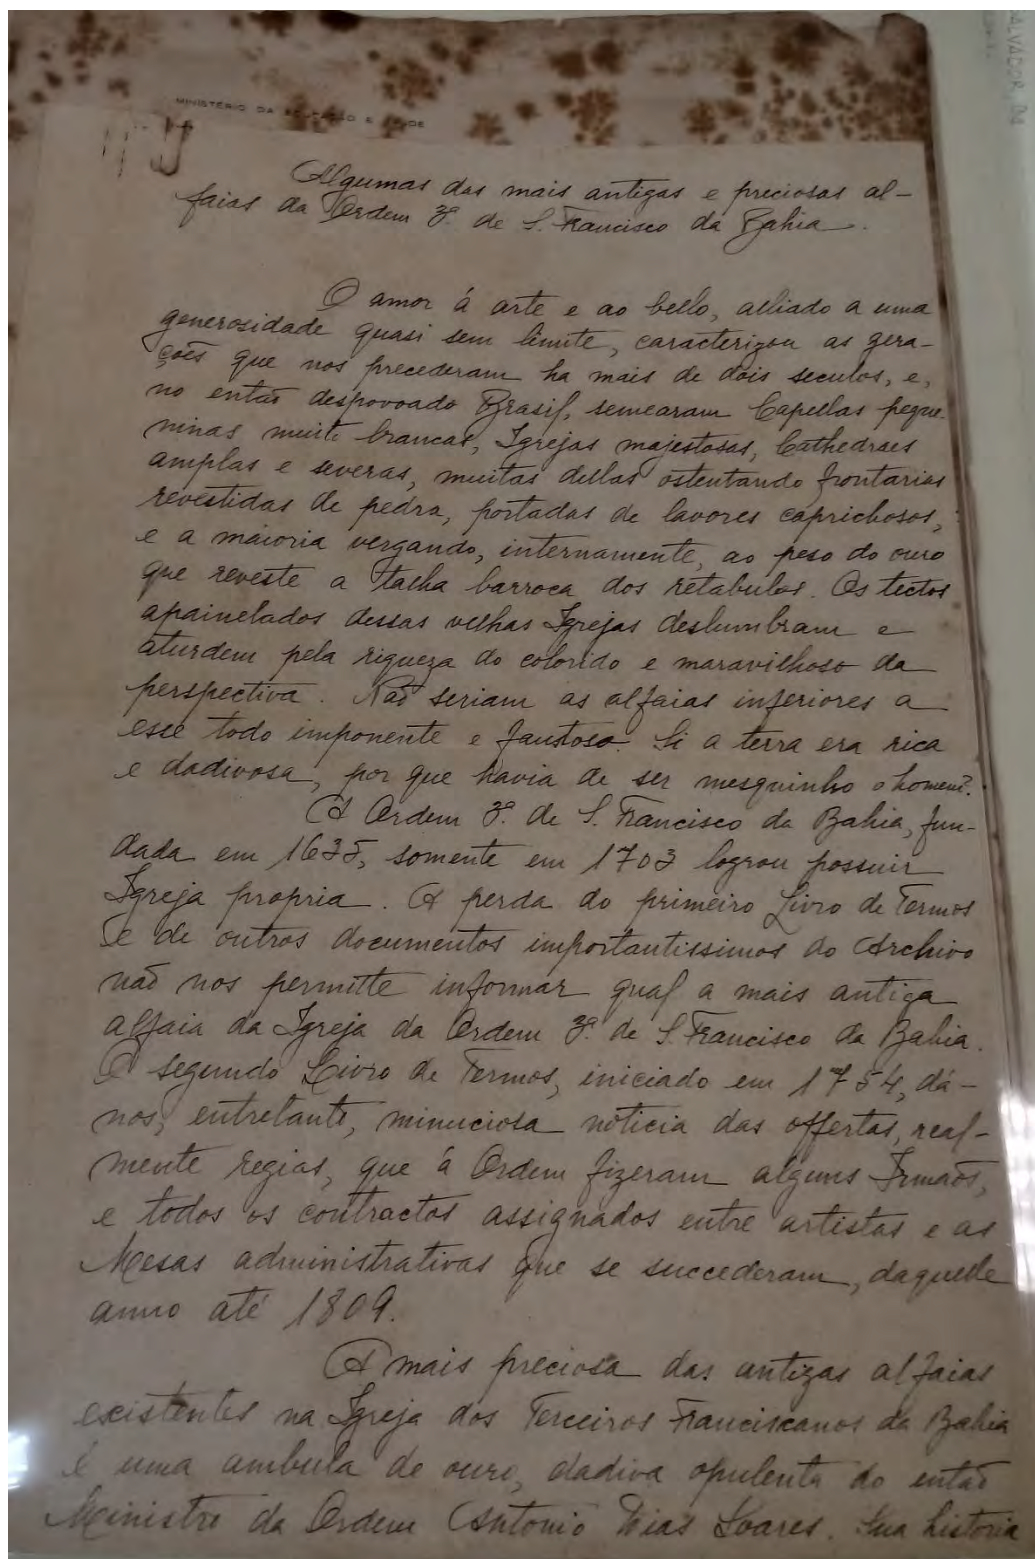 MINISTÉRIO DA EDUCAÇÃO E SAÚDE
ALVADOR, BA
Algumas das mais antigas e preciosas al-
faias da Ordem 3ª. de S. Francisco da Bahia.
O amor á arte e ao bello, alliado a uma
generosidade quasi sem limite, caracterizou as gera-
ções que nos precederam ha mais de dois seculos, e,
no então despovoado Brasil, semearam Capellas peque-
ninas muito brancas, Igrejas majestosas, Cathedraes
amplas e severas, muitas dellas ostentando frontarias
revestidas de pedra, portadas de lavores caprichosos,
e a maioria vergando, internamente, ao peso do ouro
que reveste a talha barroca dos retabulos. Os tectos
apainelados dessas velhas Igrejas deslumbram e
aturdem pela riqueza do colorido e maravilhoso da
perspectiva. Não seriam as alfaias inferiores a
esse todo imponente e faustoso. Si a terra era rica
e dadivosa, por que havia de ser mesquinho o homem?
A Ordem 3ª. de S. Francisco da Bahia, fun-
dada em 1635, somente em 1703 logrou possuir
Igreja propria. A perda do primeiro Livro de Termos
e de outros documentos importantissimos do Archivo
não nos permitte informar qual a mais antiga
alfaia da Igreja da Ordem 3ª. de S. Francisco da Bahia.
O segundo Livro de Termos, iniciado em 1754, dá-
nos, entretanto, minuciosa noticia das offertas, real-
mente regias, que á Ordem fizeram alguns Irmãos,
e todos os contractos assignados entre artistas e as
Mesas administrativas que se succederam, daquelle
anno até 1809.
A mais preciosa das antigas alfaias
existentes na Igreja dos Terceiros Franciscanos da Bahia
é uma ambula de ouro, dadiva opulenta do então
Ministro da Ordem Antonio Dias Soares. Sua historia